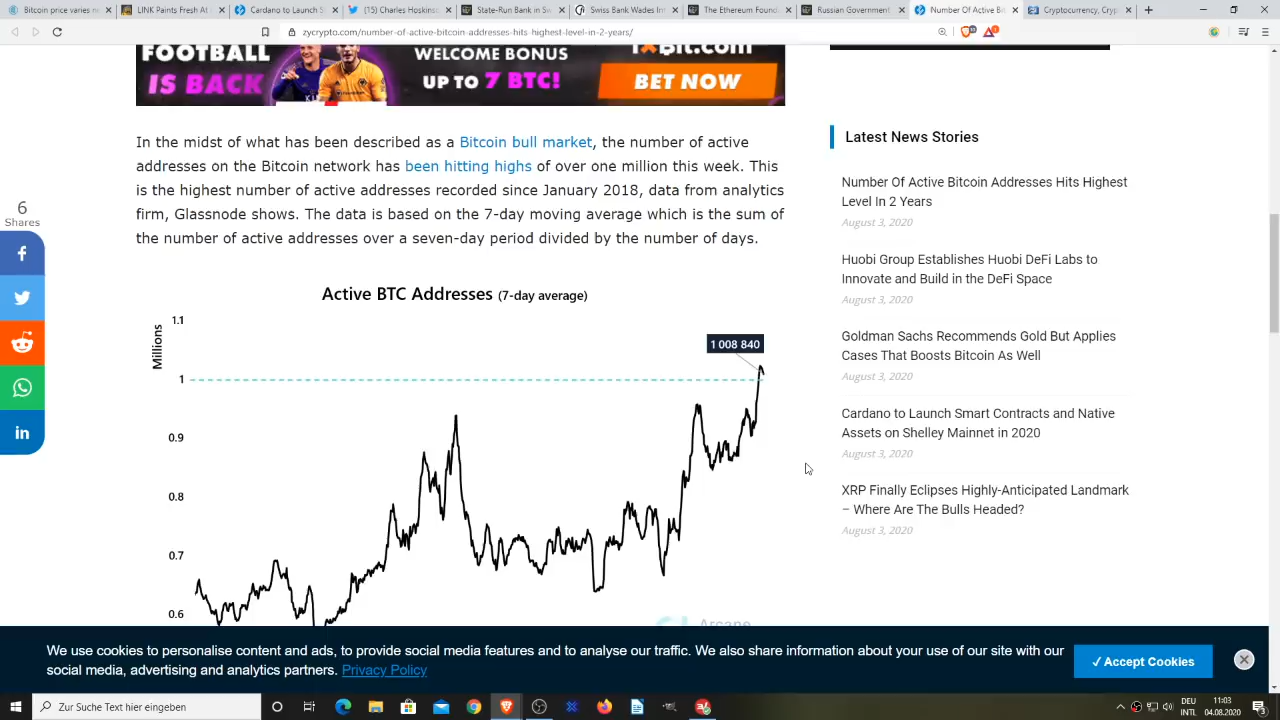 Bitcoin price varies in
LINK Paints Fresh A
Cardano's Shelley Netw
(15) Charles Hoskinson
State-Run Bank in S
Swiss Bank Wants In
The Ethereum
Russian Gov
Number Of Active Bi
Currency, Cryp
zycrypto.com/number-of-active-bitcoin-addresses-hits-highest-level-in-2-years/
FOOTBALL
IS BACK
WELCOME BONUS
UP TO 7 BTC!
1XBIT.com
BET NOW
In the midst of what has been described as a Bitcoin bull market, the number of active
addresses on the Bitcoin network has been hitting highs of over one million this week. This
is the highest number of active addresses recorded since January 2018, data from analytics
firm, Glassnode shows. The data is based on the 7-day moving average which is the sum of
the number of active addresses over a seven-day period divided by the number of days.
6
Shares
Active BTC Addresses (7-day average)
Millions
1.1
1
0.9
0.8
0.7
0.6
1 008 840
Arcane
Latest News Stories
Number Of Active Bitcoin Addresses Hits Highest
Level In 2 Years
August 3, 2020
Huobi Group Establishes Huobi DeFi Labs to
Innovate and Build in the DeFi Space
August 3, 2020
Goldman Sachs Recommends Gold But Applies
Cases That Boosts Bitcoin As Well
August 3, 2020
Cardano to Launch Smart Contracts and Native
Assets on Shelley Mainnet in 2020
August 3, 2020
XRP Finally Eclipses Highly-Anticipated Landmark
– Where Are The Bulls Headed?
August 3, 2020
We use cookies to personalise content and ads, to provide social media features and to analyse our traffic. We also share information about your use of our site with our
social media, advertising and analytics partners. Privacy Policy
✓ Accept Cookies
Zur Suche Text hier eingeben
DEU
INTL
11:03
04.08.2020